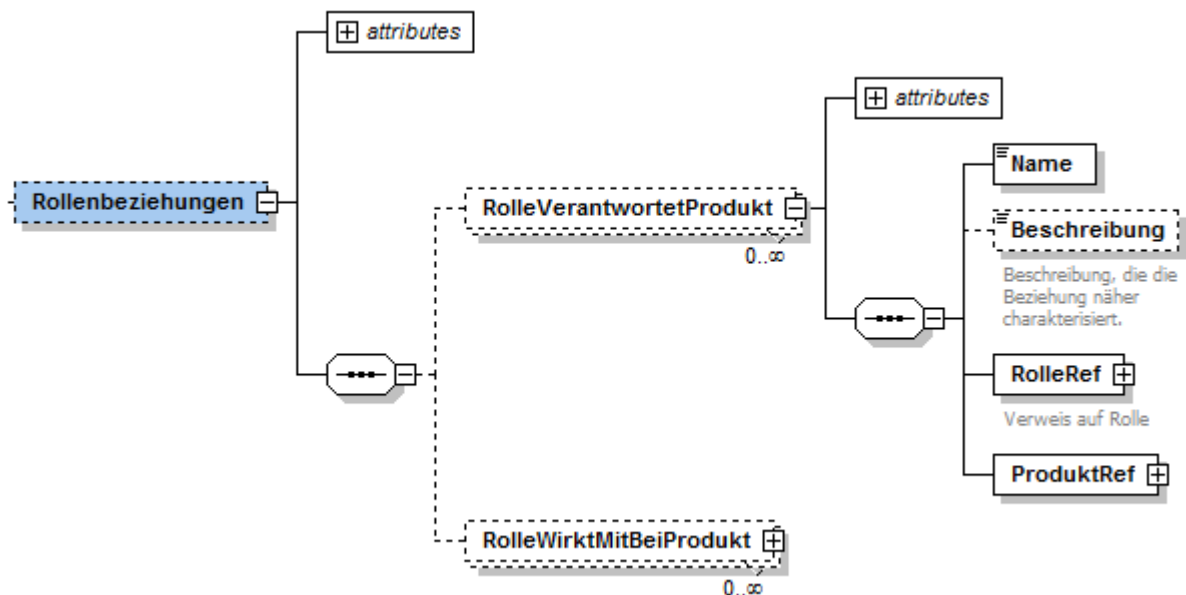 attributes
attributes
Name
Rollenbeziehungen
RolleVerantwortetProdukt
0..∞
Beschreibung
Beschreibung, die die
Beziehung näher
charakterisiert.
RolleRef
Verweis auf Rolle
ProduktRef
RolleWirktMitBeiProdukt
0..∞